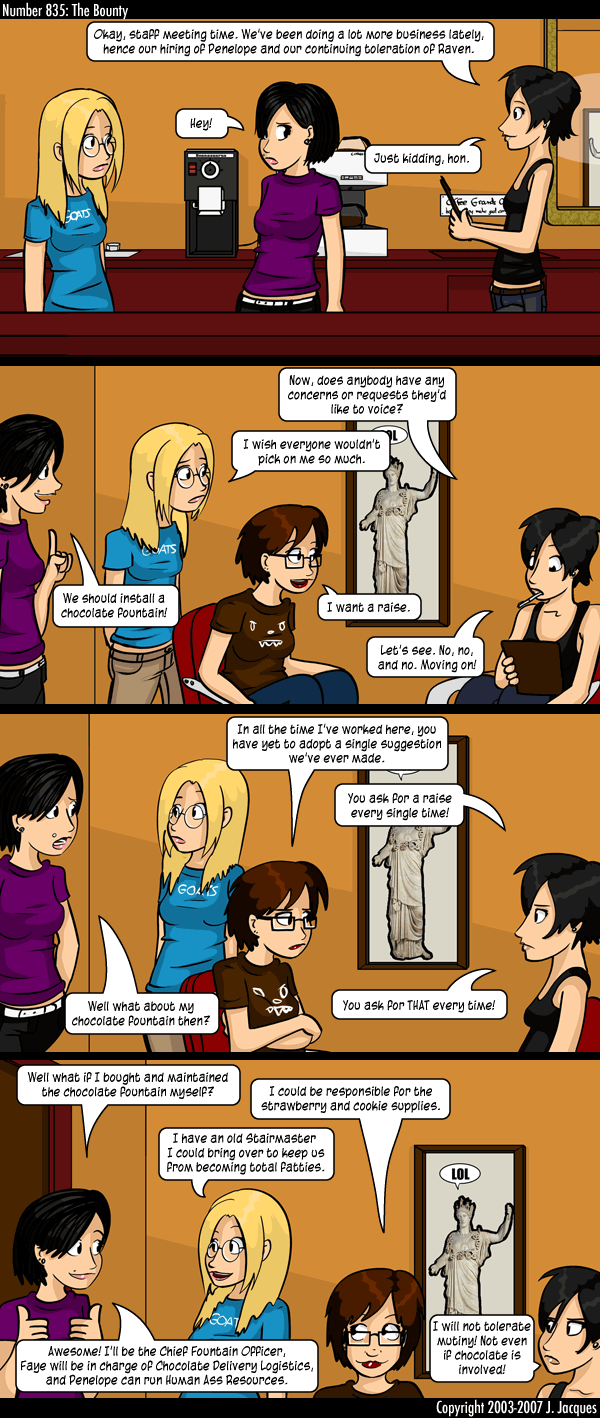 Number 835: The Bounty
Okay, staff meeting time. We've been doing a lot more business lately,
hence our hiring of Penelope and our continuing toleration of Raven.
Hey!
Just kidding, hon.
GOATS
Now, does anybody have any
concerns or requests they'd
like to voice?
I wish everyone wouldn't
pick on me so much.
OL
GOATS
We should install a
chocolate fountain!
I want a raise.
Let's see. No, no,
and no. Moving on!
In all the time I've worked here, you
have yet to adopt a single suggestion
we've ever made.
You ask for a raise
every single time!
GOATS
Well what about my
chocolate fountain then?
You ask for THAT every time!
Well what if I bought and maintained
the chocolate fountain myself?
I could be responsible for the
strawberry and cookie supplies.
I have an old Stairmaster
I could bring over to keep us
from becoming total fatties.
LOL
GOAT
I will not tolerate
mutiny! Not even
if chocolate is
involved!
Awesome! I'll be the Chief Fountain Officer,
Faye will be in charge of Chocolate Delivery Logistics,
and Penelope can run Human Ass Resources.
Copyright 2003-2007 J. Jacques